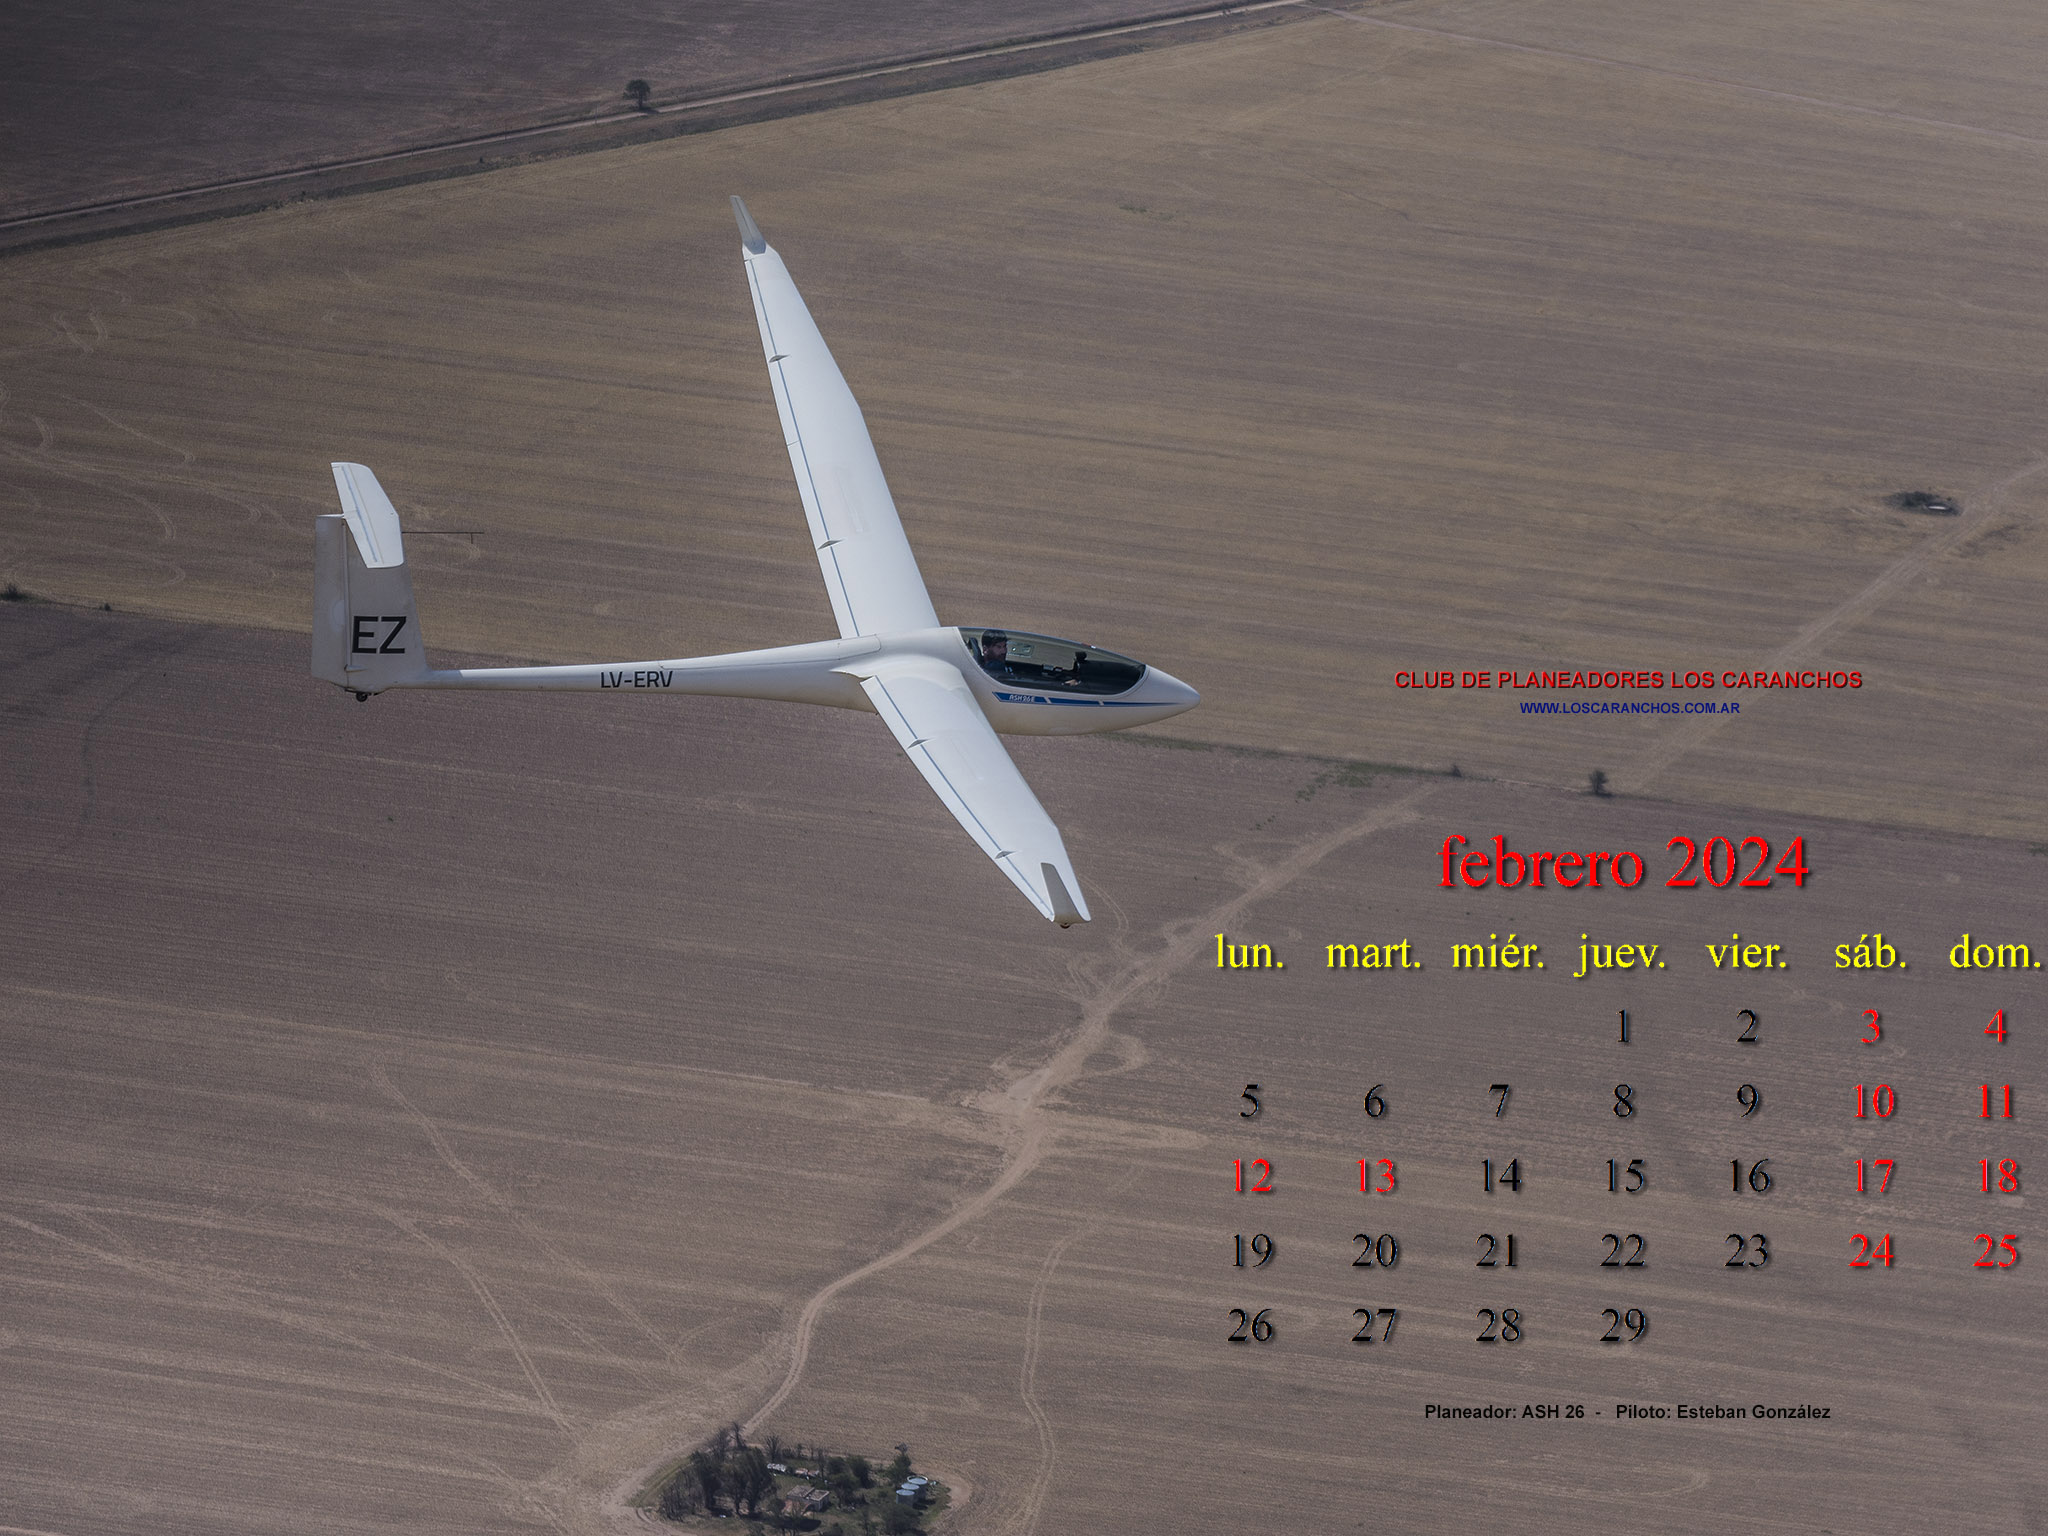 EZ
LV-ERV
ASH26E
CLUB DE PLANEADORES LOS CARANCHOS
WWW.LOSCARANCHOS.COM.AR
febrero 2024
lun. mart. miér. juev. vier. sáb. dom.
1 2 3 4
5 6 7 8 9 10 11
12 13 14 15 16 17 18
19 20 21 22 23 24 25
26 27 28 29
Planeador: ASH 26 - Piloto: Esteban González